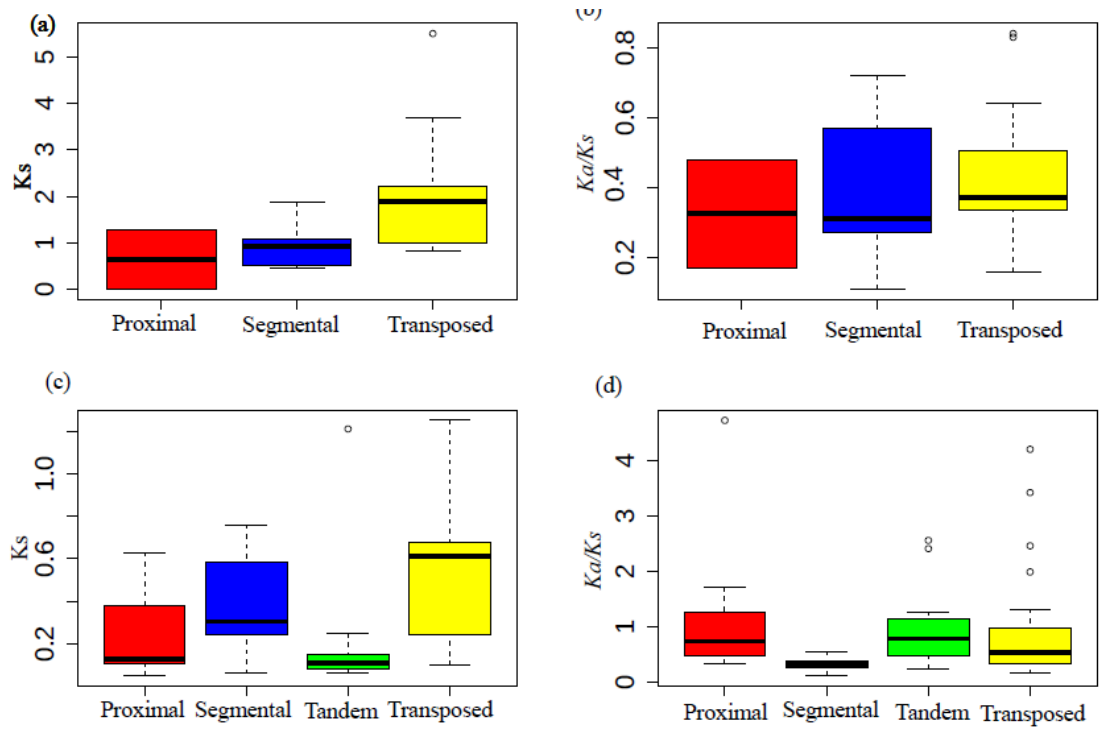 (a)
Ks
5
4
3
2
1
0
Proximal Segmental Transposed
(b)
Ka/Ks
0.8
0.6
0.4
0.2
Proximal Segmental Transposed
(c)
Ks
1.0
0.6
0.2
Proximal Segmental Tandem Transposed
(d)
Ka/Ks
4
3
2
1
0
Proximal Segmental Tandem Transposed